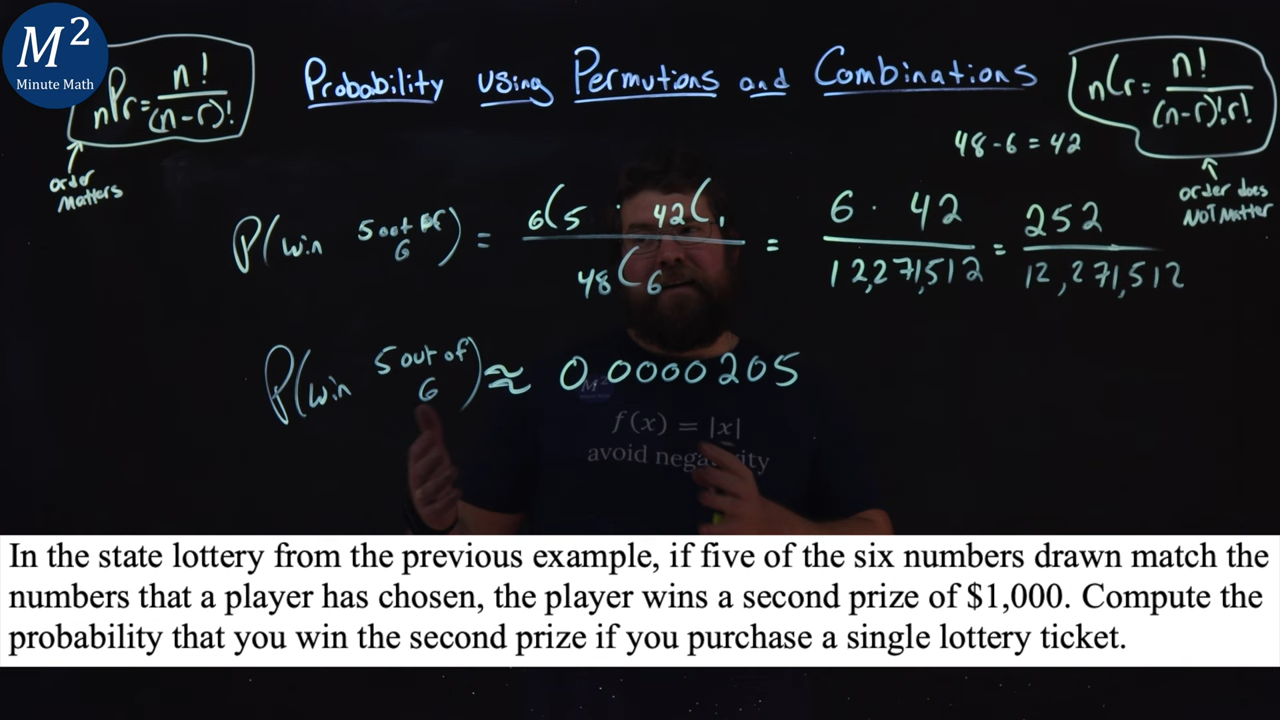 M²
Minute Math
Probability using Permutions and Combinations
nPr = n! / (n-r)!
order
Matters
nCr = n! / (n-r)!·r!
order does
NOT Matter
48 - 6 = 42
P(win 5 out of 6) = 6C5 · 42C1 / 48C6 = 6 · 42 / 12,271,512 = 252 / 12,271,512
P(win 5 out of 6) ≈ 0.0000205
M²
Minute Math
f(x) = |x|
In the state lottery from the previous example, if five of the six numbers drawn match the
numbers that a player has chosen, the player wins a second prize of $1,000. Compute the
probability that you win the second prize if you purchase a single lottery ticket.
avoid negativity